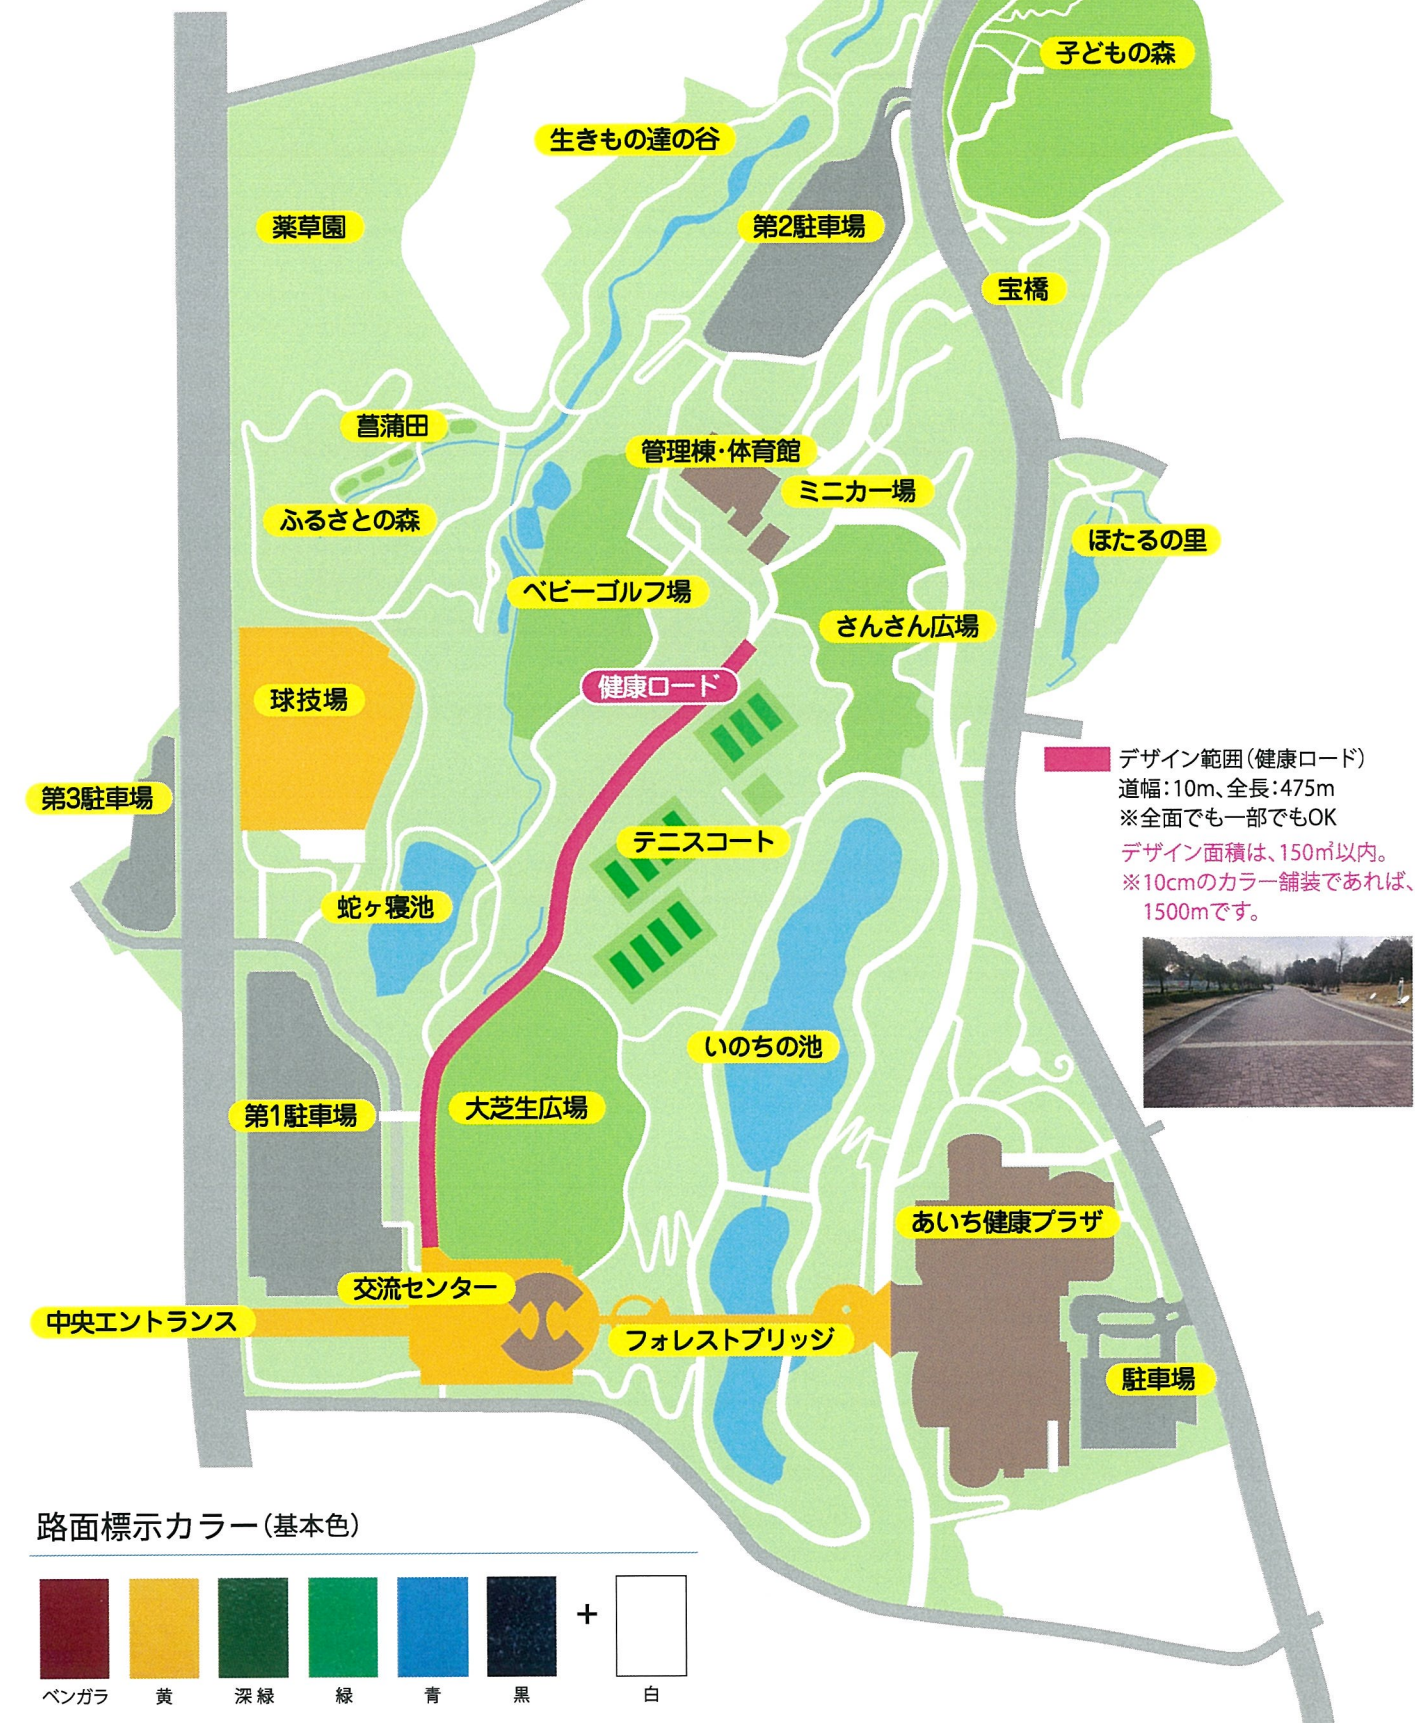 子どもの森
生きもの達の谷
薬草園
第2駐車場
宝橋
菖蒲田
管理棟・体育館
ミニカー場
ふるさとの森
ほたるの里
ベビーゴルフ場
さんさん広場
健康ロード
球技場
デザイン範囲(健康ロード)
道幅:10m、全長:475m
※全面でも一部でもOK
デザイン面積は、150㎡以内。
※10cmのカラー舗装であれば、
1500mです。
第3駐車場
テニスコート
蛇ヶ寝池
いのちの池
大芝生広場
第1駐車場
あいち健康プラザ
交流センター
中央エントランス
フォレストブリッジ
駐車場
路面標示カラー(基本色)
+
ベンガラ 黄 深緑 緑 青 黒 白